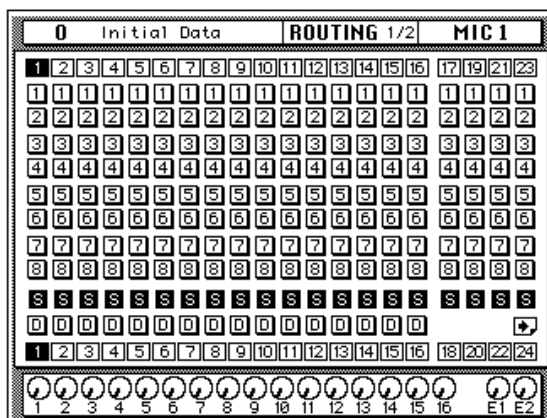 0 Initial Data ROUTING 1/2 MIC 1
1 2 3 4 5 6 7 8 9 10 11 12 13 14 15 16 17 19 21 23
1 1 1 1 1 1 1 1 1 1 1 1 1 1 1 1 1 1 1 1
2 2 2 2 2 2 2 2 2 2 2 2 2 2 2 2 2 2 2 2
3 3 3 3 3 3 3 3 3 3 3 3 3 3 3 3 3 3 3 3
4 4 4 4 4 4 4 4 4 4 4 4 4 4 4 4 4 4 4 4
5 5 5 5 5 5 5 5 5 5 5 5 5 5 5 5 5 5 5 5
6 6 6 6 6 6 6 6 6 6 6 6 6 6 6 6 6 6 6 6
7 7 7 7 7 7 7 7 7 7 7 7 7 7 7 7 7 7 7 7
8 8 8 8 8 8 8 8 8 8 8 8 8 8 8 8 8 8 8 8
S S S S S S S S S S S S S S S S S S S S
D D D D D D D D D D D D D D D D
1 2 3 4 5 6 7 8 9 10 11 12 13 14 15 16 18 20 22 24
1 2 3 4 5 6 7 8 9 10 11 12 13 14 15 16 E1 E2